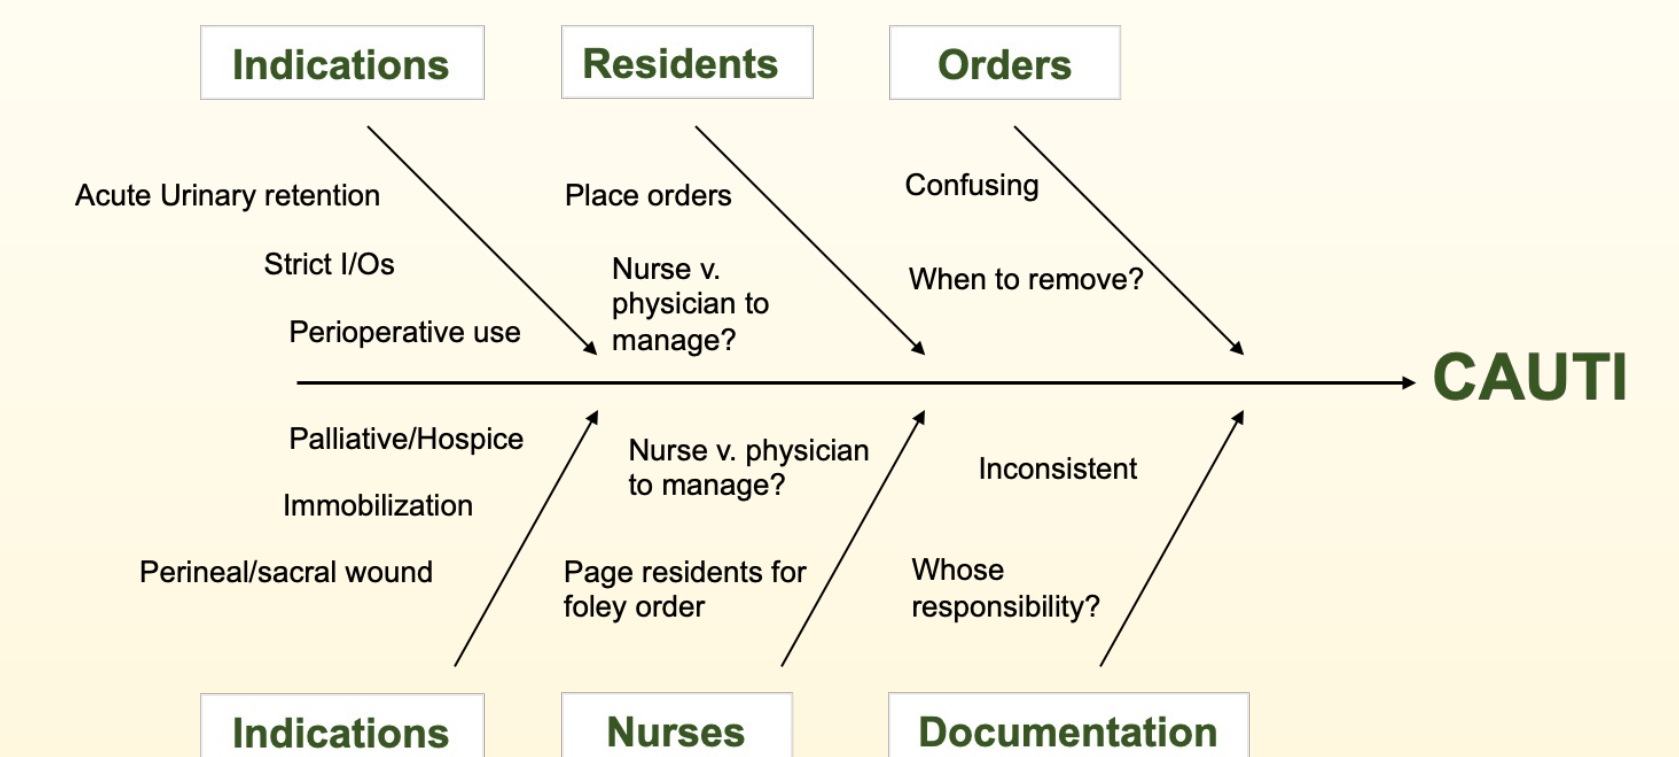 Indications
Residents
Orders
Acute Urinary retention
Strict I/Os
Perioperative use
Place orders
Nurse v.
physician to
manage?
Confusing
When to remove?
CAUTI
Palliative/Hospice
Immobilization
Perineal/sacral wound
Nurse v. physician
to manage?
Page residents for
foley order
Inconsistent
Whose
responsibility?
Indications
Nurses
Documentation